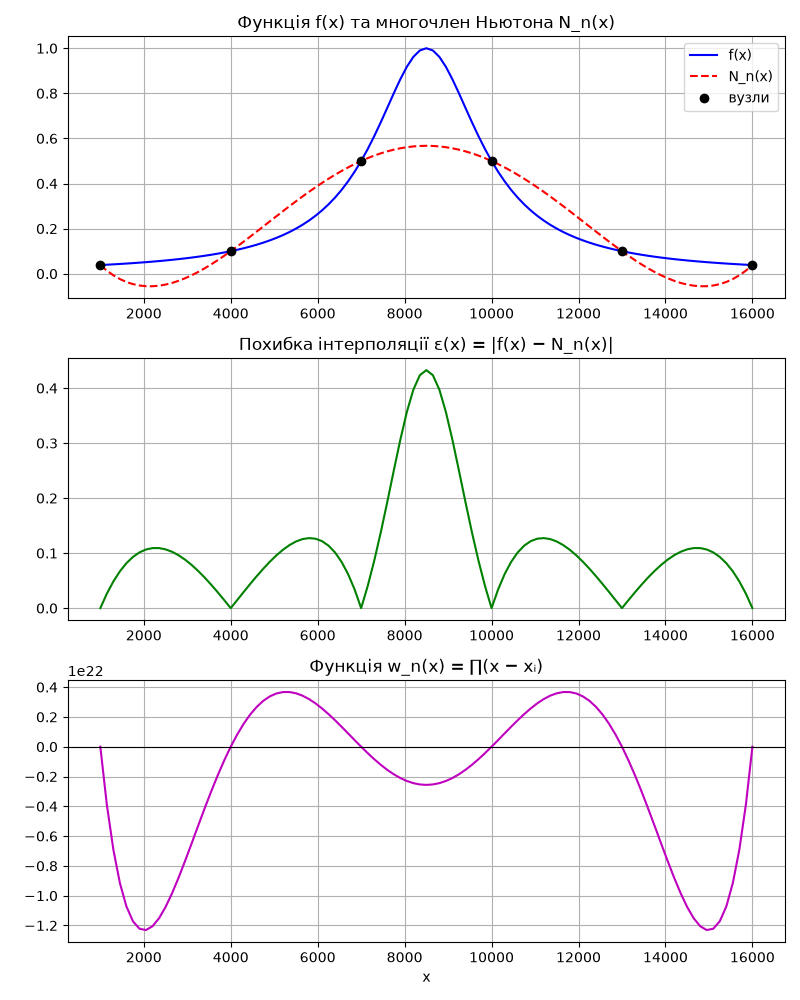 Функція f(x) та многочлен Ньютона N_n(x)
1.0
0.8
0.6
0.4
0.2
0.0
f(x)
N_n(x)
вузли
2000 4000 6000 8000 10000 12000 14000 16000
Похибка інтерполяції ε(x) = |f(x) − N_n(x)|
0.4
0.3
0.2
0.1
0.0
2000 4000 6000 8000 10000 12000 14000 16000
Функція w_n(x) = ∏(x − xᵢ)
1e22
0.4
0.2
0.0
−0.2
−0.4
−0.6
−0.8
−1.0
−1.2
2000 4000 6000 8000 10000 12000 14000 16000
x